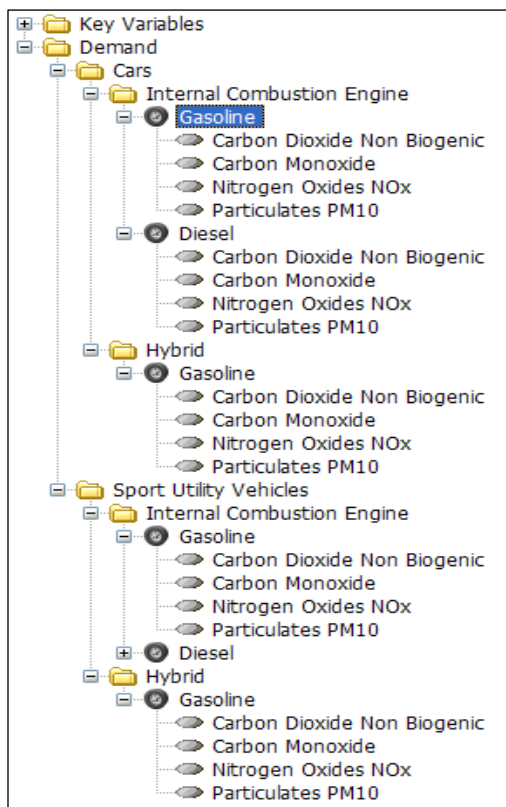 Key Variables
Demand
Cars
Internal Combustion Engine
Gasoline
Carbon Dioxide Non Biogenic
Carbon Monoxide
Nitrogen Oxides NOx
Particulates PM10
Diesel
Carbon Dioxide Non Biogenic
Carbon Monoxide
Nitrogen Oxides NOx
Particulates PM10
Hybrid
Gasoline
Carbon Dioxide Non Biogenic
Carbon Monoxide
Nitrogen Oxides NOx
Particulates PM10
Sport Utility Vehicles
Internal Combustion Engine
Gasoline
Carbon Dioxide Non Biogenic
Carbon Monoxide
Nitrogen Oxides NOx
Particulates PM10
Diesel
Hybrid
Gasoline
Carbon Dioxide Non Biogenic
Carbon Monoxide
Nitrogen Oxides NOx
Particulates PM10